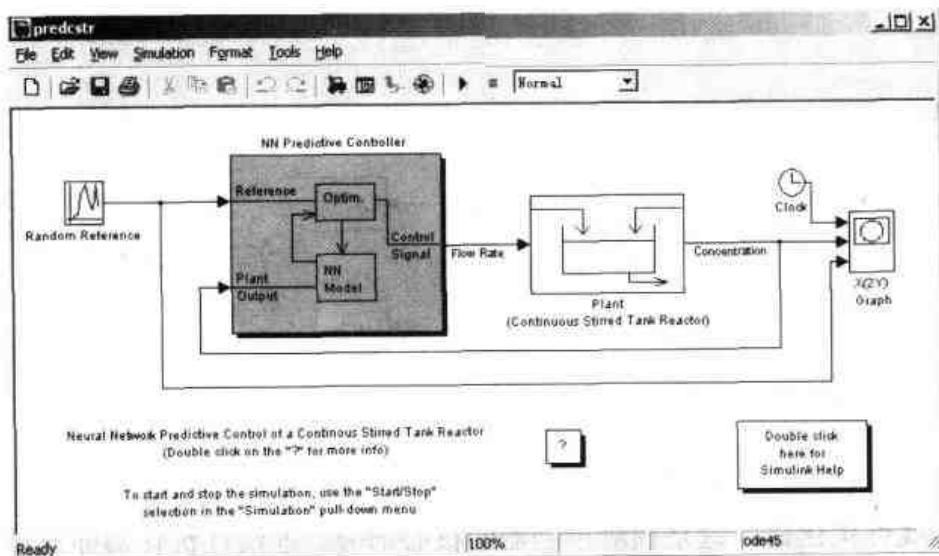 predcstr
File Edit View Simulation Format Tools Help
Normal
NN Predictive Controller
Reference
Optim.
Control
Signal
Plant
Output
NN
Model
Random Reference
Flow Rate
Plant
(Continuous Stirred Tank Reactor)
Concentration
Clock
X(2Y)
Graph
Neural Network Predictive Control of a Continous Stirred Tank Reactor
(Double click on the "?" for more info)
?
Double click
here for
Simulink Help
To start and stop the simulation, use the "Start/Stop"
selection in the "Simulation" pull-down menu
Ready
100%
ode45